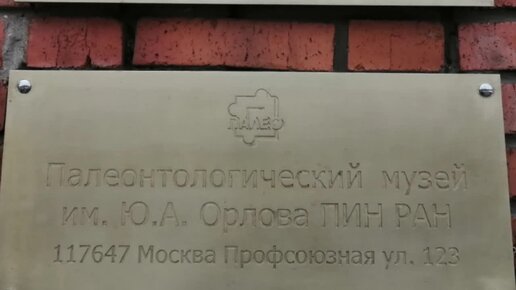 ПАЛЕО
Палеонтологический музей
им. Ю.А. Орлова ПИН РАН
117647 Москва Профсоюзная ул. 123